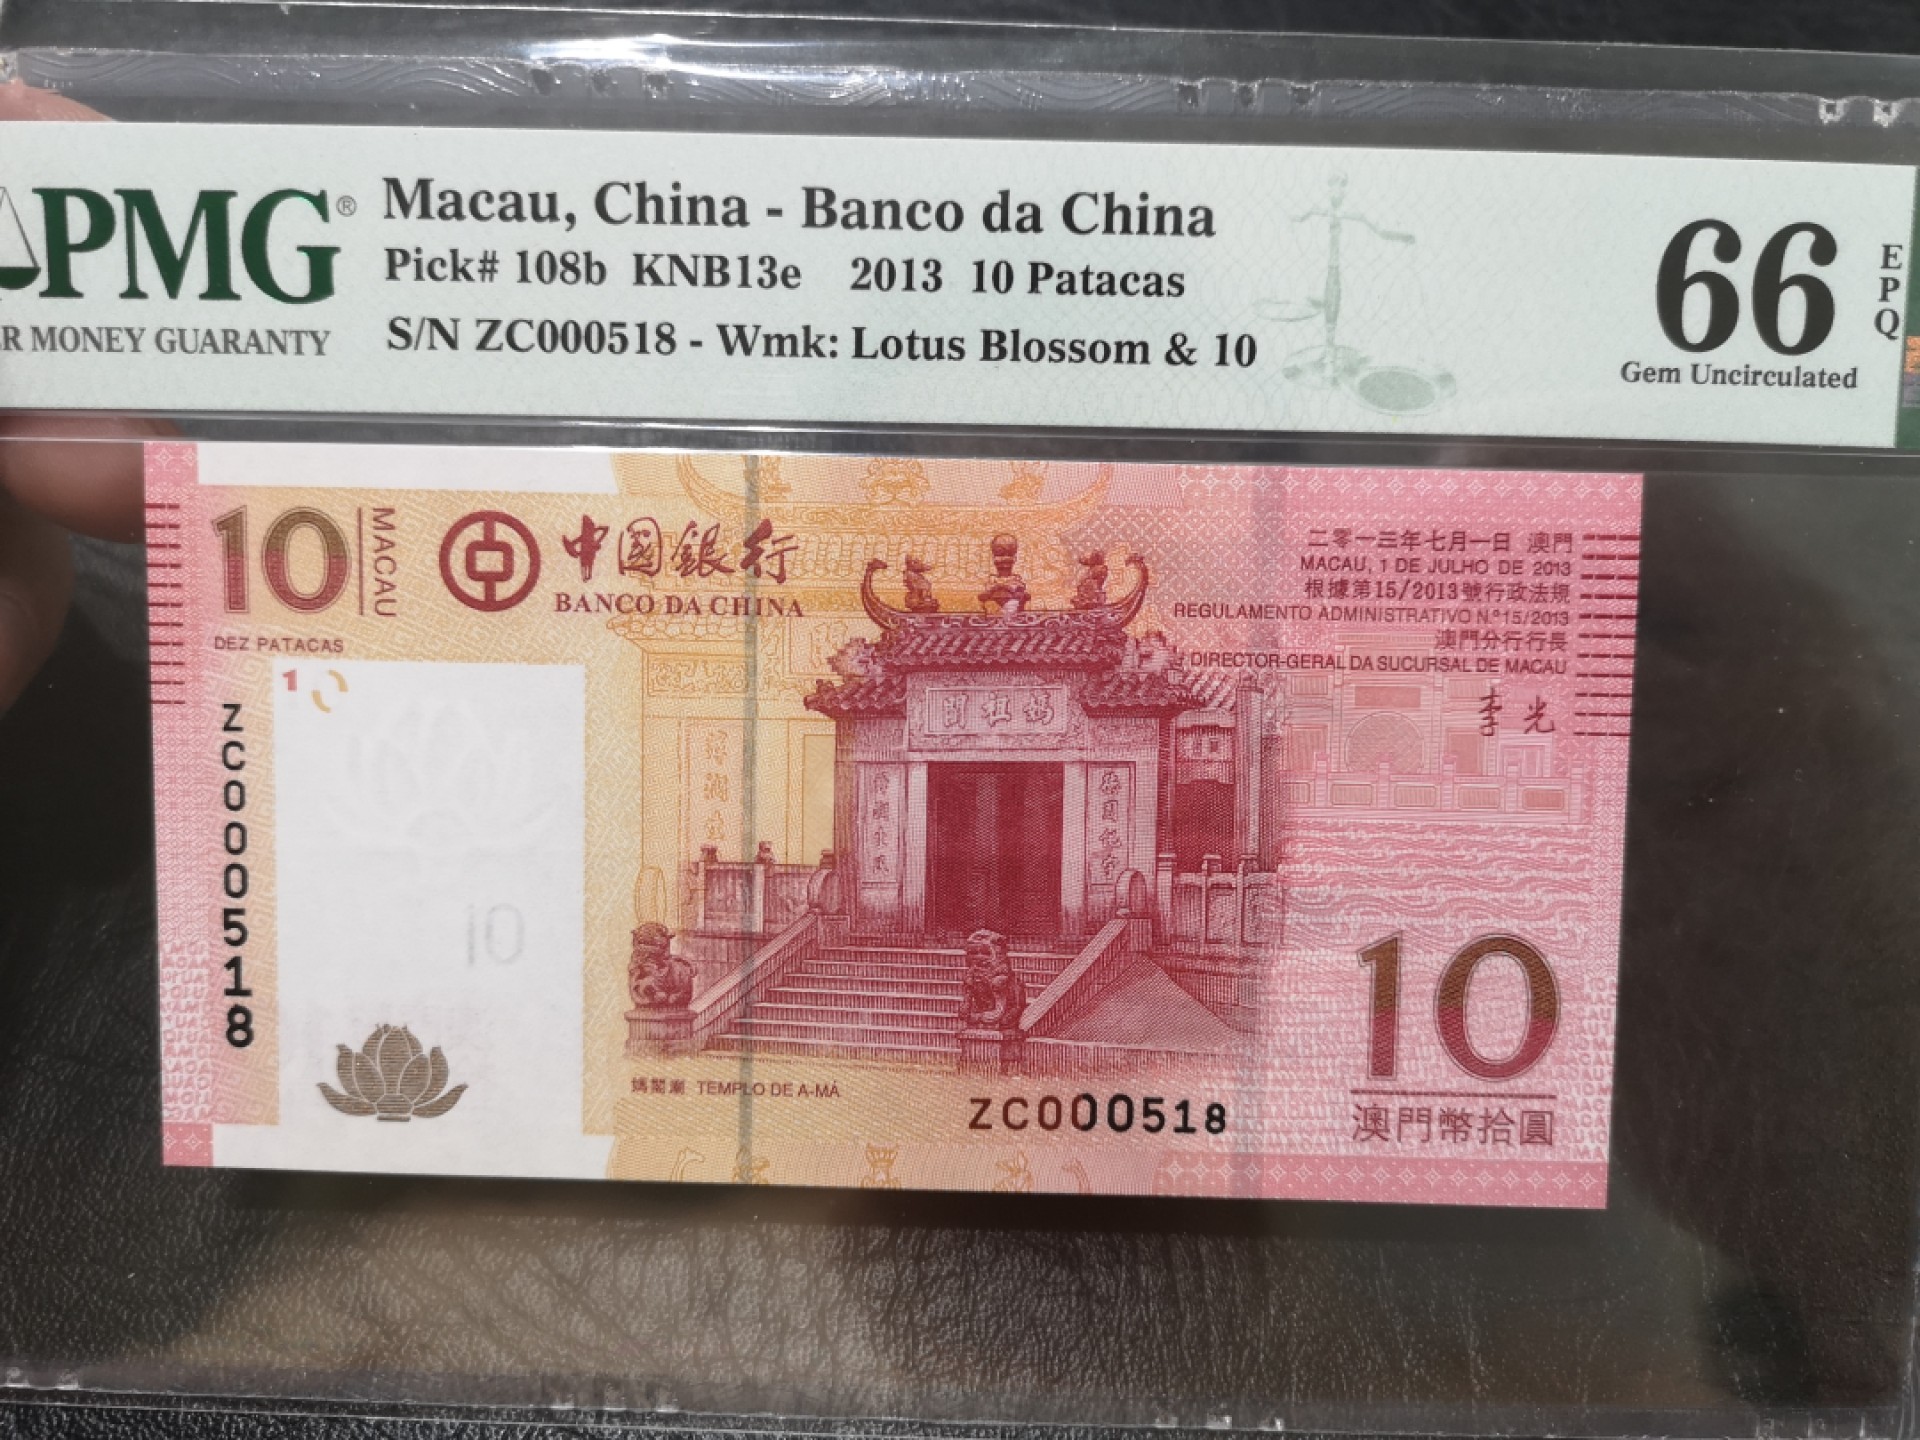 PMG®
R MONEY GUARANTY
Macau, China - Banco da China
Pick# 108b KNB13e 2013 10 Patacas
S/N ZC000518 - Wmk: Lotus Blossom & 10
66
EPQ
Gem Uncirculated
10
MACAU
DEZ PATACAS
中國銀行
BANCO DA CHINA
二零一三年七月一日 澳門
MACAU, 1 DE JULHO DE 2013
根據第15/2013號行政法規
REGULAMENTO ADMINISTRATIVO N.º 15/2013
澳門分行行長
DIRECTOR-GERAL DA SUCURSAL DE MACAU
李光
10
ZC000518
10
閣祖媽
媽閣廟 TEMPLO DE A-MÁ
ZC000518
10
澳門幣拾圓